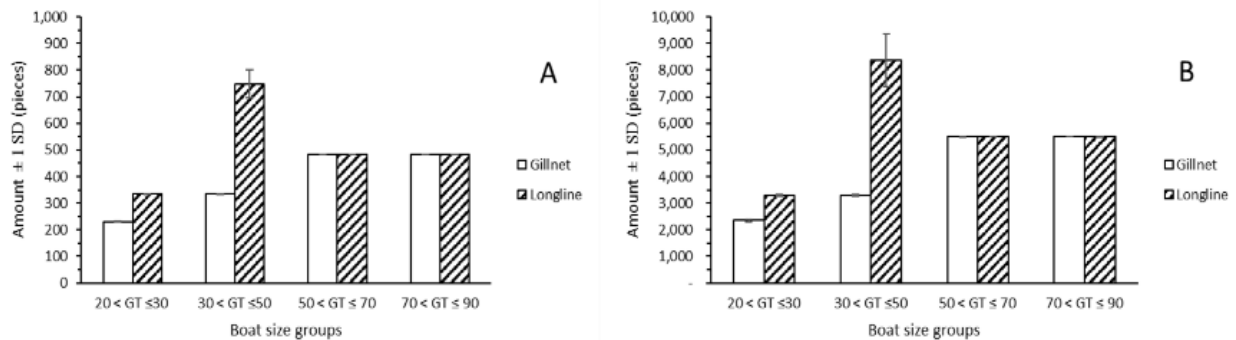 1,000
900
800
700
600
500
400
300
200
100
0
Amount ± 1 SD (pieces)
A
Gillnet
Longline
20 < GT ≤30
30 < GT ≤50
50 < GT ≤ 70
70 < GT ≤ 90
Boat size groups
10,000
9,000
8,000
7,000
6,000
5,000
4,000
3,000
2,000
1,000
-
Amount ± 1 SD (pieces)
B
Gillnet
Longline
20 < GT ≤30
30 < GT ≤50
50 < GT ≤ 70
70 < GT ≤ 90
Boat size groups